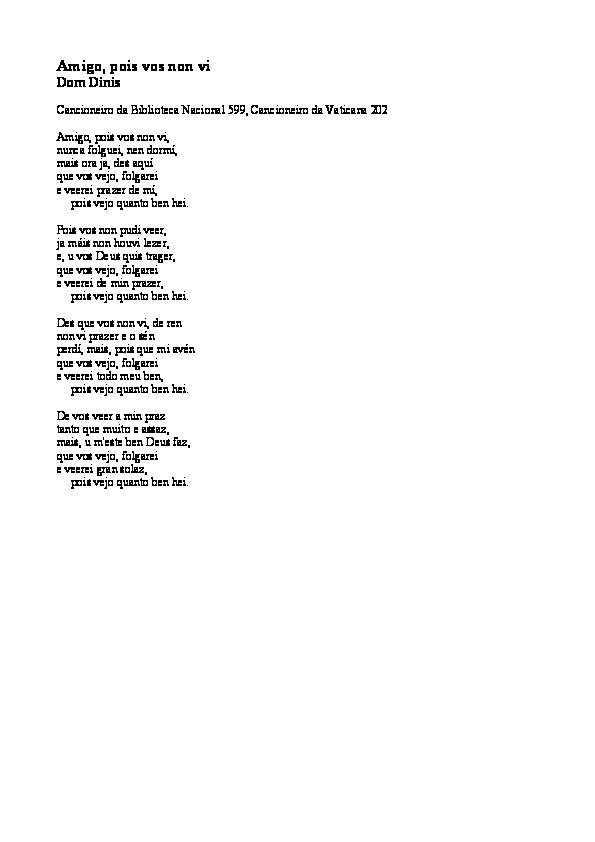 Amigo, pois vos non vi
Dom Dinis
Cancioneiro da Biblioteca Nacional 599, Cancioneiro da Vaticana 202
Amigo, pois vos non vi,
nunca folguei, nen dormí,
mais ora ja, des aquí
que vos vejo, folgarei
e veerei prazer de mí,
pois vejo quanto ben hei.
Pois vos non pudi veer,
ja máis non houvi lezer,
e, u vos Deus quis trager,
que vos vejo, folgarei
e veerei de min prazer,
pois vejo quanto ben hei.
Des que vos non vi, de ren
non vi prazer e o sén
perdí, mais, pois que mi avén
que vos vejo, folgarei
e veerei todo meu ben,
pois vejo quanto ben hei.
De vos veer a min praz
tanto que muito e assaz,
mais, u m'este ben Deus faz,
que vos vejo, folgarei
e veerei gran solaz,
pois vejo quanto ben hei.